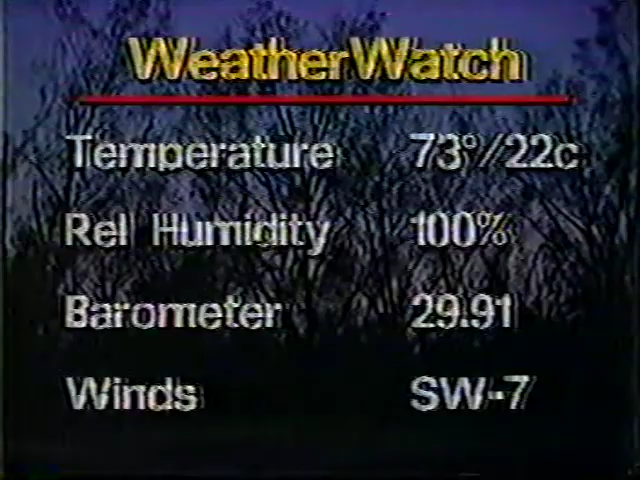 WeatherWatch
Temperature 73°/22c
Rel Humidity 100%
Barometer 29.91
Winds SW-7